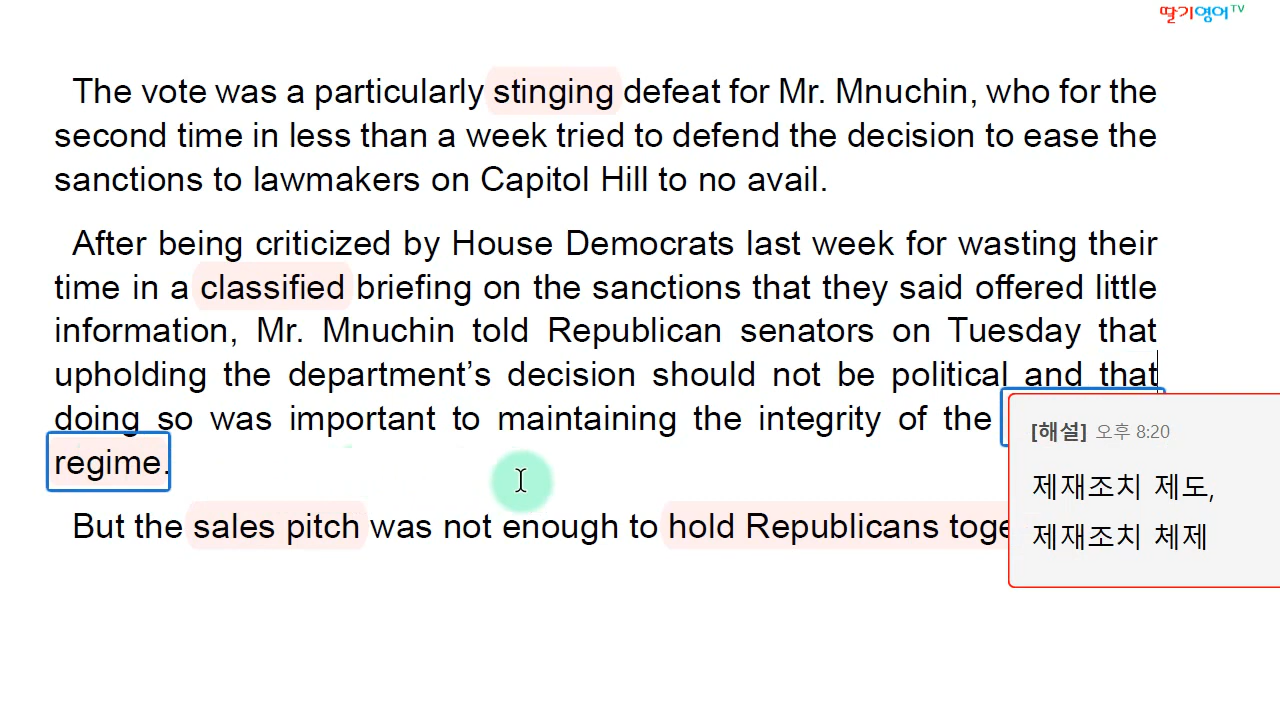 딸기영어TV
The vote was a particularly stinging defeat for Mr. Mnuchin, who for the
second time in less than a week tried to defend the decision to ease the
sanctions to lawmakers on Capitol Hill to no avail.
After being criticized by House Democrats last week for wasting their
time in a classified briefing on the sanctions that they said offered little
information, Mr. Mnuchin told Republican senators on Tuesday that
upholding the department’s decision should not be political and that
doing so was important to maintaining the integrity of the
regime.
But the sales pitch was not enough to hold Republicans
[해설] 오후 8:20
제재조치 제도,
제재조치 체제